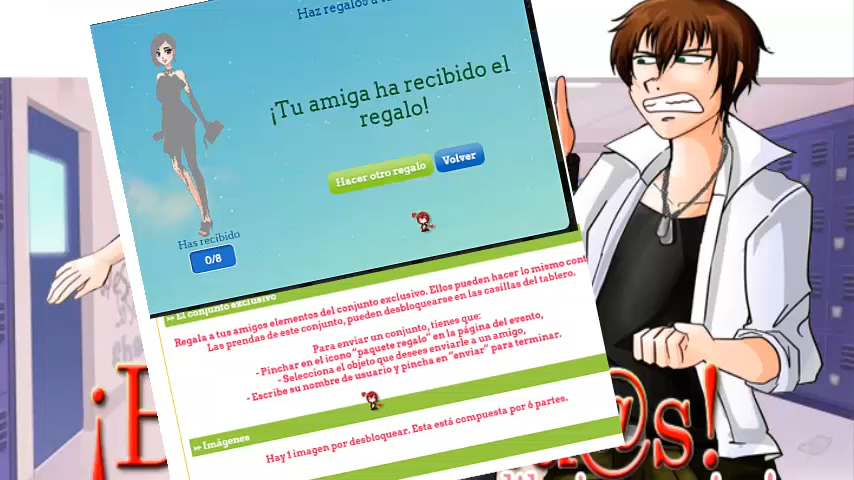 Haz regalos a
¡Tu amiga ha recibido el
regalo!
Hacer otro regalo
Volver
Has recibido
0/8
>> El conjunto exclusivo
Regala a tus amigos elementos del conjunto exclusivo. Ellos pueden hacer lo mismo
Las prendas de este conjunto, pueden desbloquearse en las casillas del tablero.
Para enviar un conjunto, tienes que:
- Pinchar en el icono "paquete regalo" en la página del evento,
- Selecciona el objeto que desees enviarle a un amigo,
- Escribe su nombre de usuario y pincha en "enviar" para terminar.
>> Imágenes
Hay 1 imagen por desbloquear. Esta está compuesta por 6 partes.